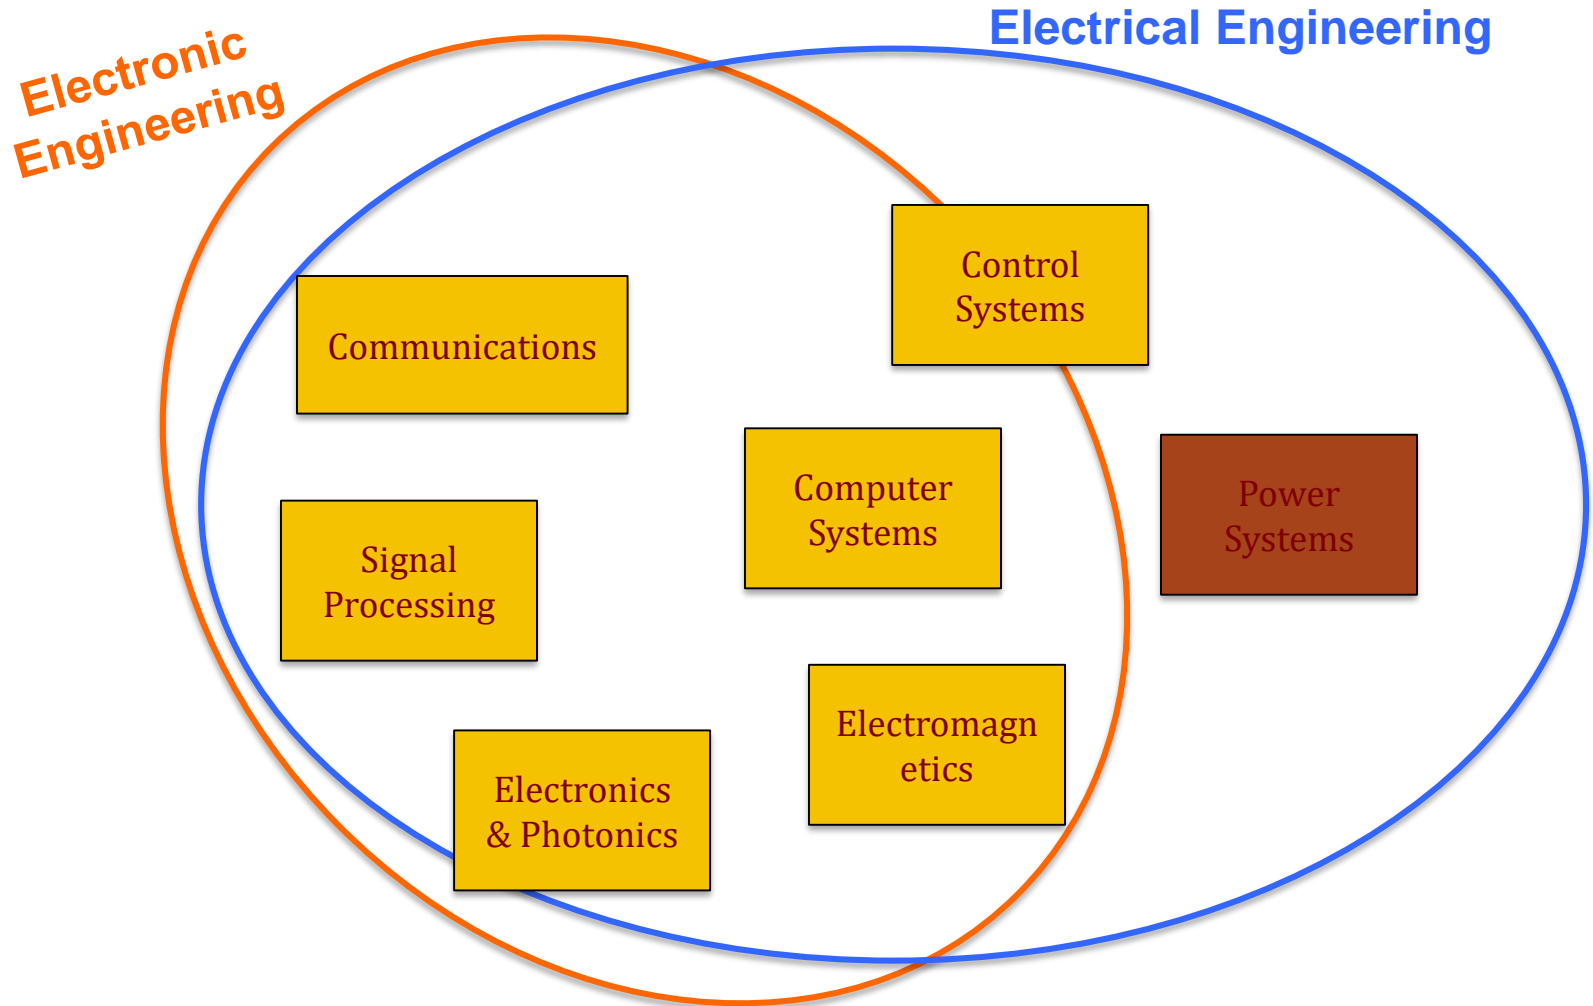 Electrical Engineering
Electronic
Engineering
Control
Systems
Communications
Computer
Systems
Power
Systems
Signal
Processing
Electromagn
etics
Electronics
& Photonics